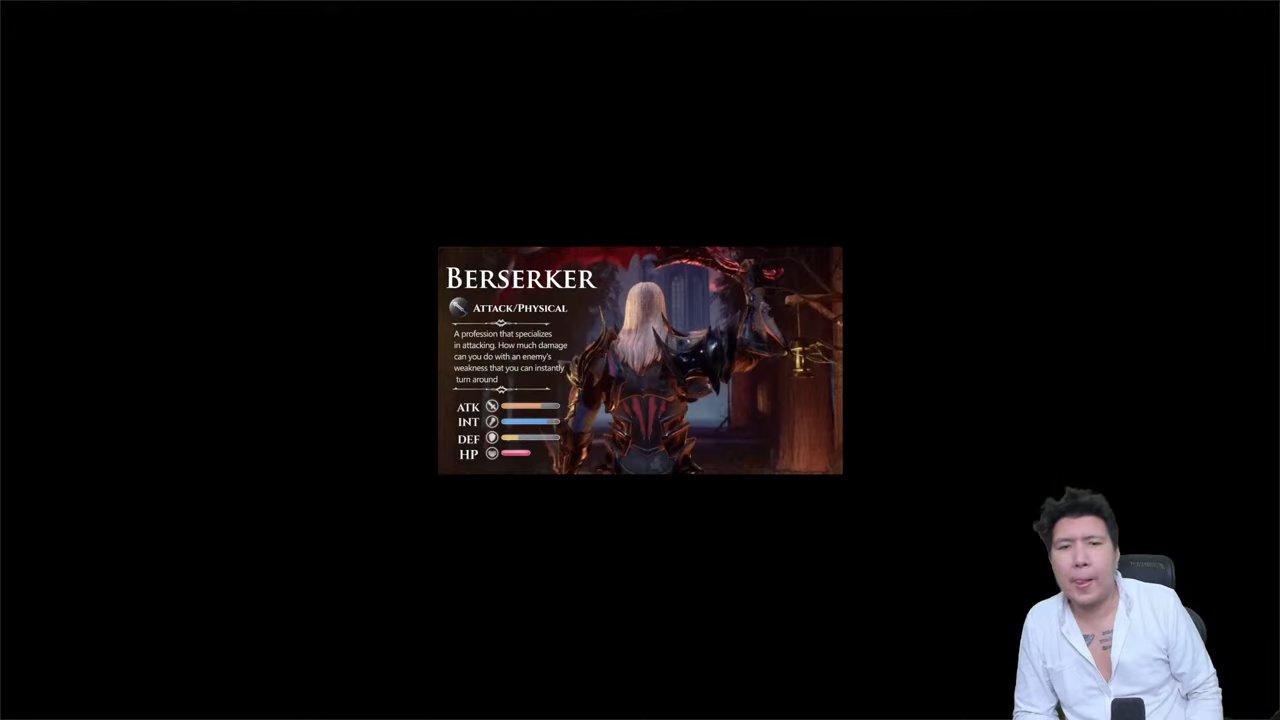 BERSERKER
ATTACK/PHYSICAL
A profession that specializes
in attacking. How much damage
can you do with an enemy's
weakness that you can instantly
turn around
ATK
INT
DEF
HP